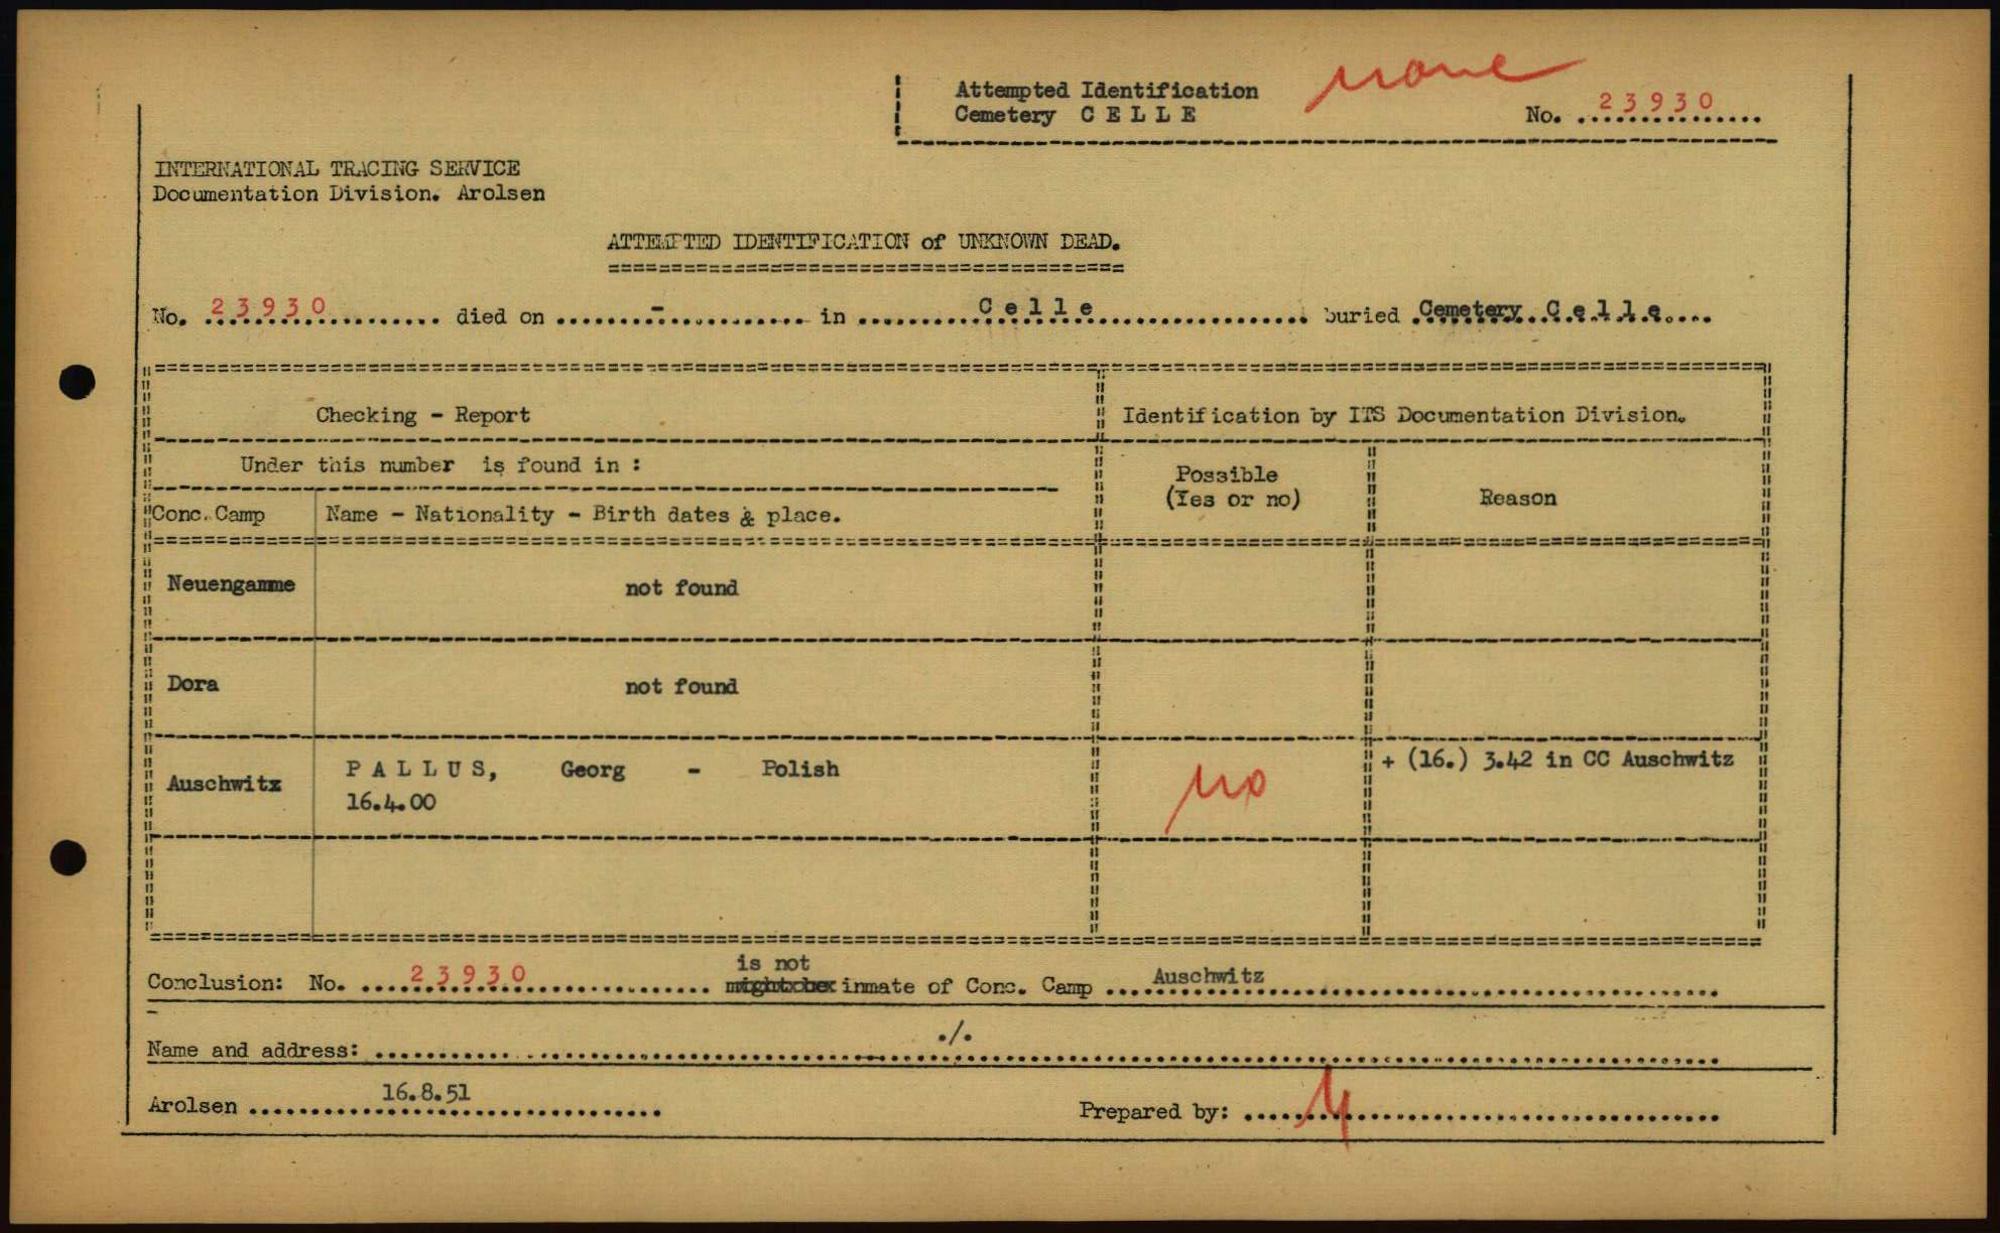 Attempted Identification
Cemetery C E L L E
none
No. 23930
INTERNATIONAL TRACING SERVICE
Documentation Division. Arolsen
ATTEMPTED IDENTIFICATION of UNKNOWN DEAD.
No. 23930 died on - in Celle buried Cemetery Celle
Checking - Report
Identification by ITS Documentation Division.
Under this number is found in :
Possible
(Yes or no)
Reason
Conc. Camp
Name - Nationality - Birth dates & place.
Neuengamme
not found
Dora
not found
Auschwitz
P A L L U S, Georg - Polish
16.4.00
no
+ (16.) 3.42 in CC Auschwitz
is not
Conclusion: No. 23930 might be inmate of Conc. Camp Auschwitz
Name and address: ./.
Arolsen 16.8.51
Prepared by: